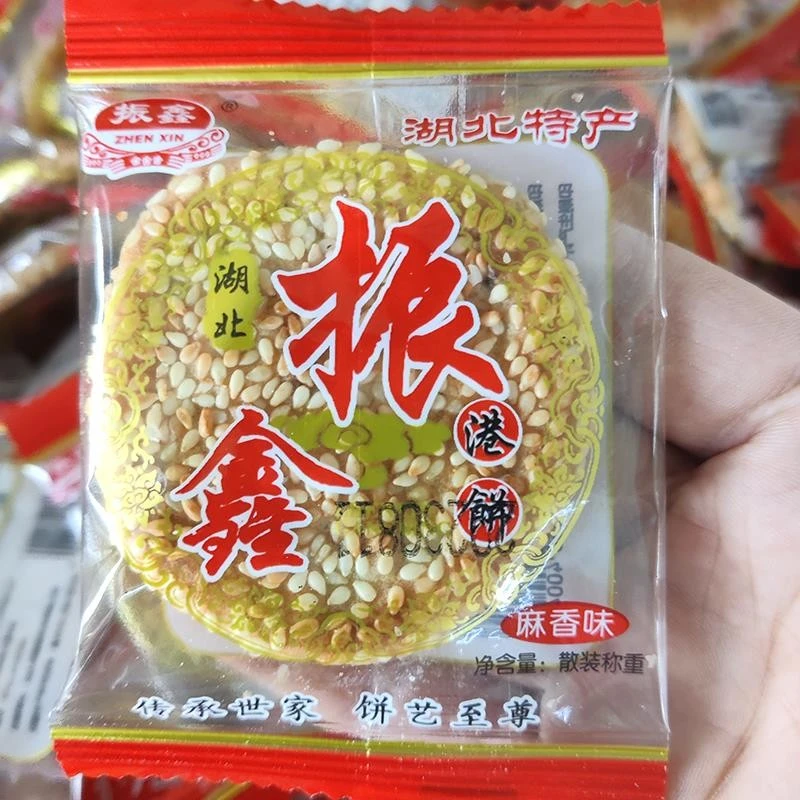 振鑫
®
ZHEN XIN
湖北特产
湖北
振鑫
港饼
麻香味
净含量：散装称重
传承世家 饼艺至尊